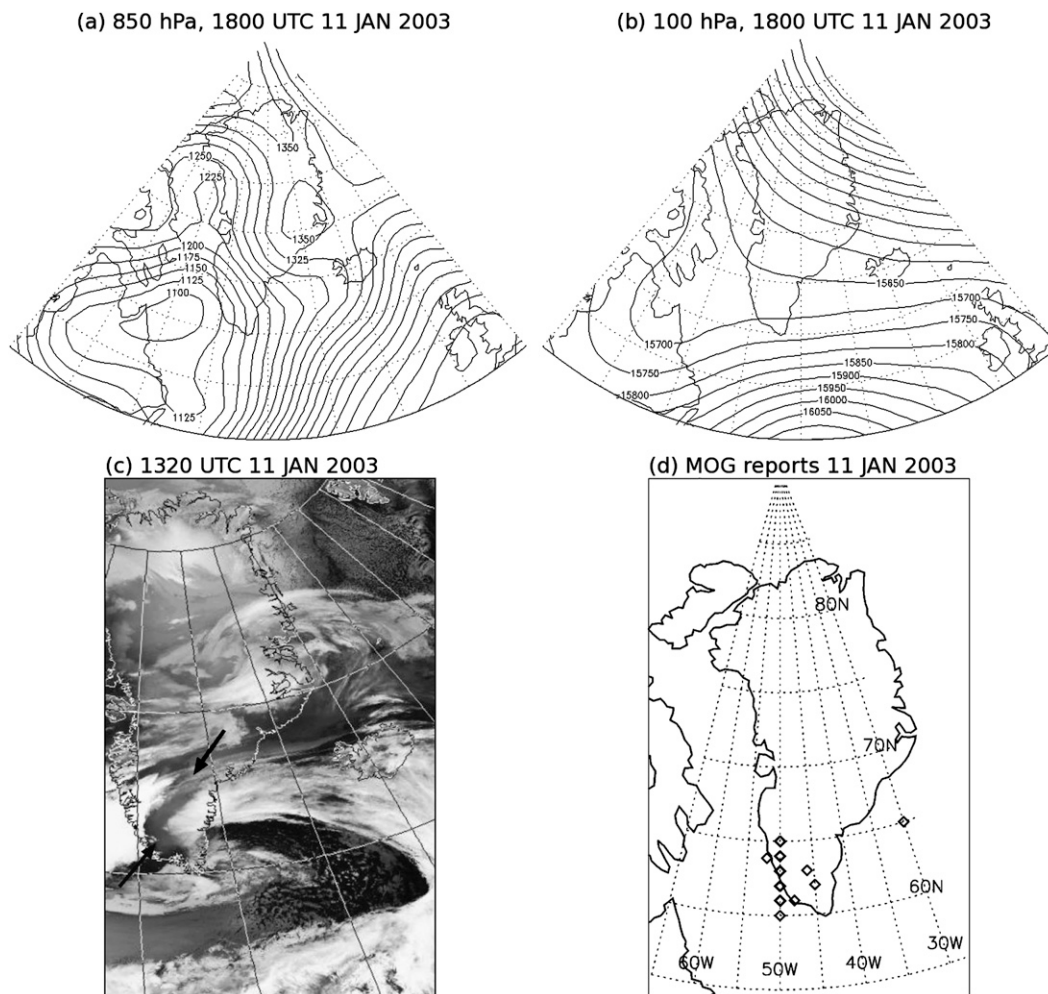 (a) 850 hPa, 1800 UTC 11 JAN 2003
(b) 100 hPa, 1800 UTC 11 JAN 2003
1350
1250
1225
1350
1325
1200
1175
1150
1125
1100
1125
15650
15700
15750
15800
15700
15750
15800
15850
15900
15950
16000
16050
(c) 1320 UTC 11 JAN 2003
(d) MOG reports 11 JAN 2003
80N
70N
60N
60W
50W
40W
30W